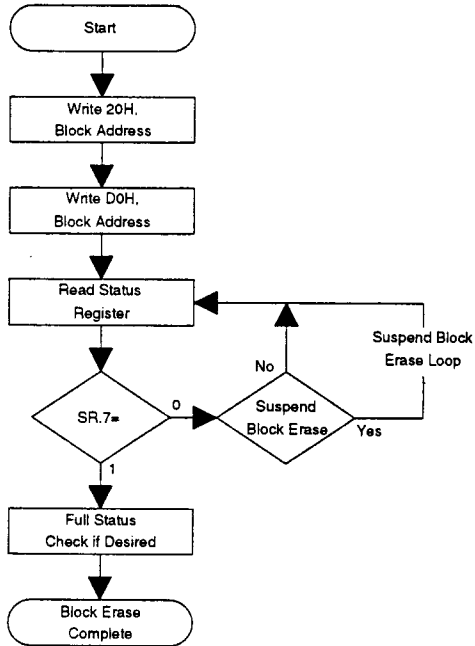 Start
Write 20H,
Block Address
Write D0H,
Block Address
Read Status
Register
Suspend Block
Erase Loop
No
SR.7=
0
Suspend
Block Erase
Yes
1
Full Status
Check if Desired
Block Erase
Complete